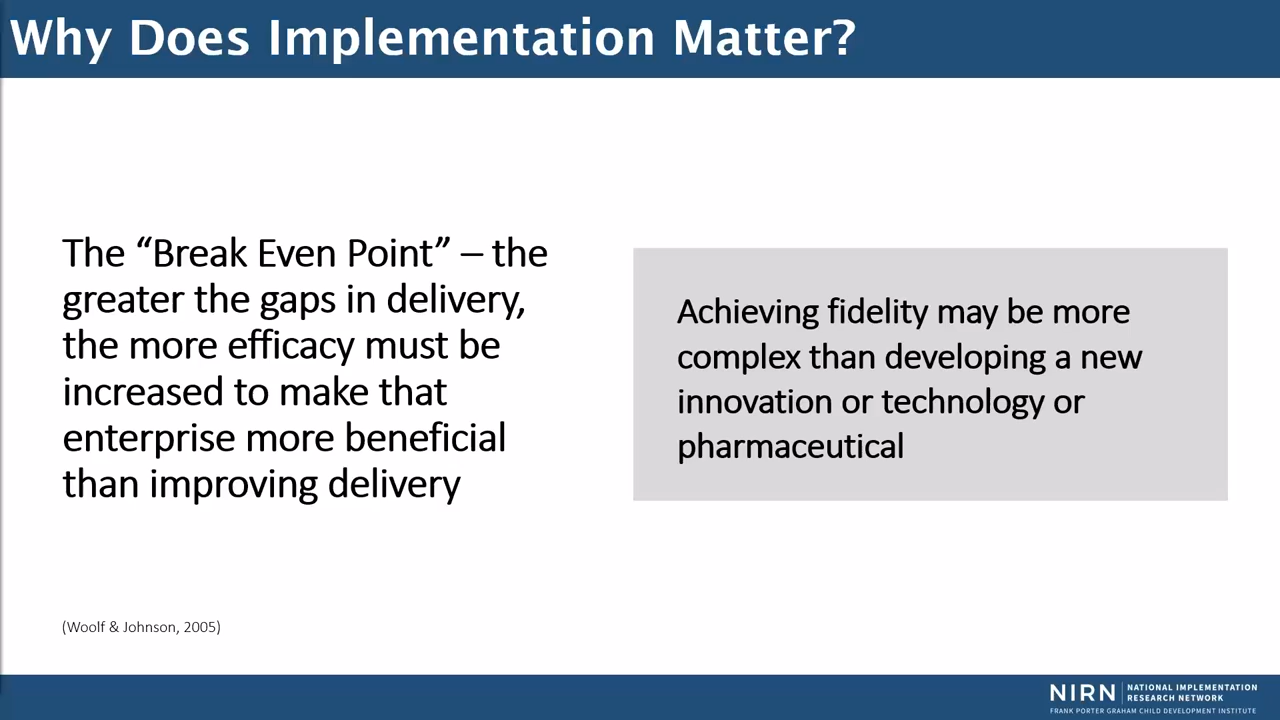 Why Does Implementation Matter?
The “Break Even Point” – the
greater the gaps in delivery,
the more efficacy must be
increased to make that
enterprise more beneficial
than improving delivery
Achieving fidelity may be more
complex than developing a new
innovation or technology or
pharmaceutical
(Woolf & Johnson, 2005)
NIRN
NATIONAL IMPLEMENTATION
RESEARCH NETWORK
FRANK PORTER GRAHAM CHILD DEVELOPMENT INSTITUTE